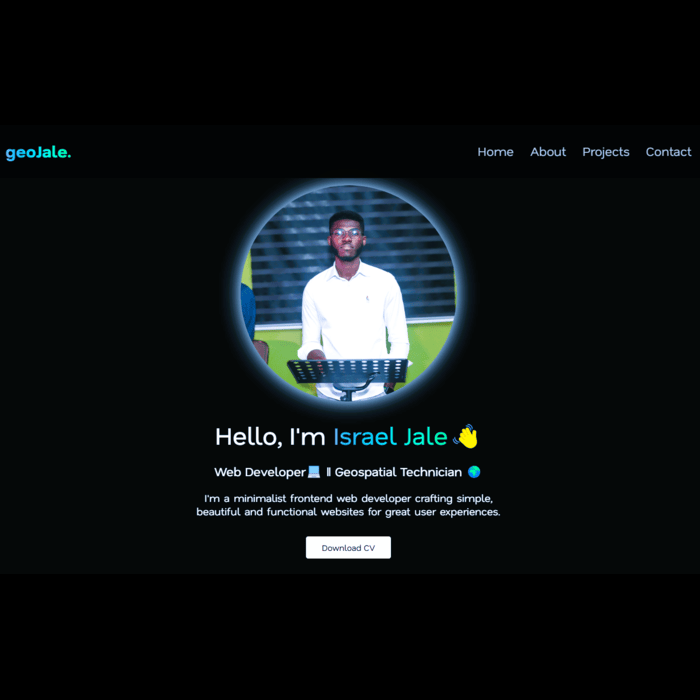 geoJale.
Home About Projects Contact
Hello, I'm Israel Jale 👋
Web Developer💻 || Geospatial Technician 🌍
I'm a minimalist frontend web developer crafting simple,
beautiful and functional websites for great user experiences.
Download CV